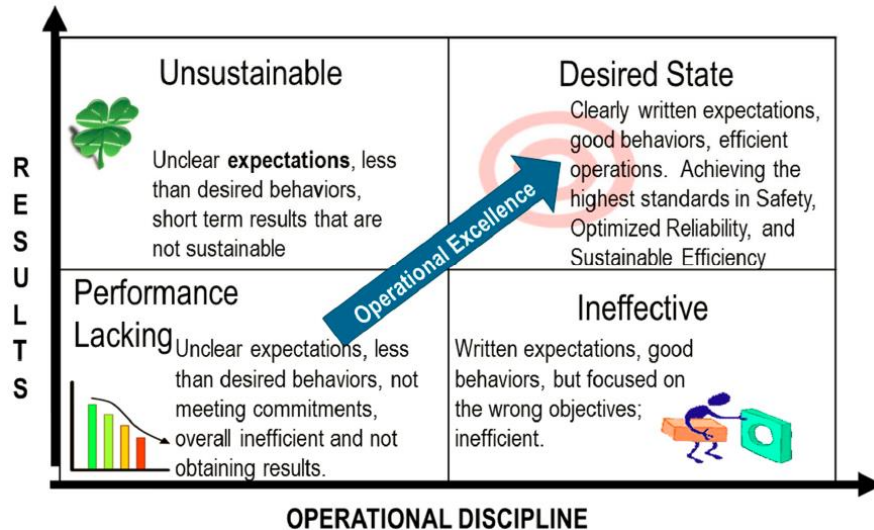 RESULTS
Unsustainable
Unclear expectations, less
than desired behaviors,
short term results that are
not sustainable
Desired State
Clearly written expectations,
good behaviors, efficient
operations. Achieving the
highest standards in Safety,
Optimized Reliability, and
Sustainable Efficiency
Operational Excellence
Performance
Lacking
Unclear expectations, less
than desired behaviors, not
meeting commitments,
overall inefficient and not
obtaining results.
Ineffective
Written expectations, good
behaviors, but focused on
the wrong objectives;
inefficient.
OPERATIONAL DISCIPLINE